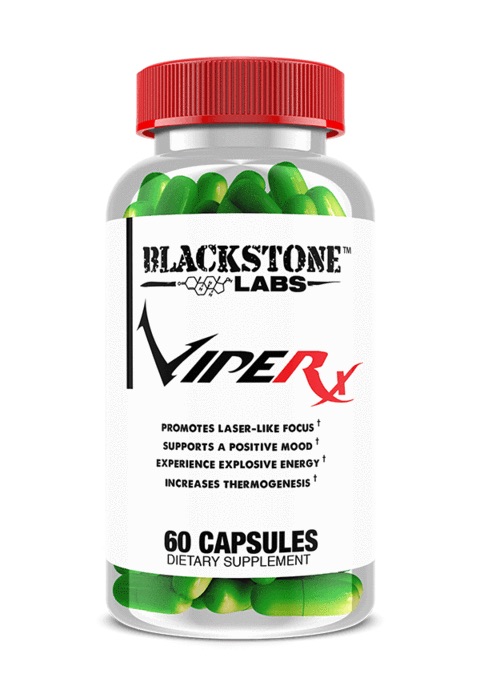 BLACKSTONE™
LABS
VIPERX
PROMOTES LASER-LIKE FOCUS†
SUPPORTS A POSITIVE MOOD†
EXPERIENCE EXPLOSIVE ENERGY†
INCREASES THERMOGENESIS†
60 CAPSULES
DIETARY SUPPLEMENT